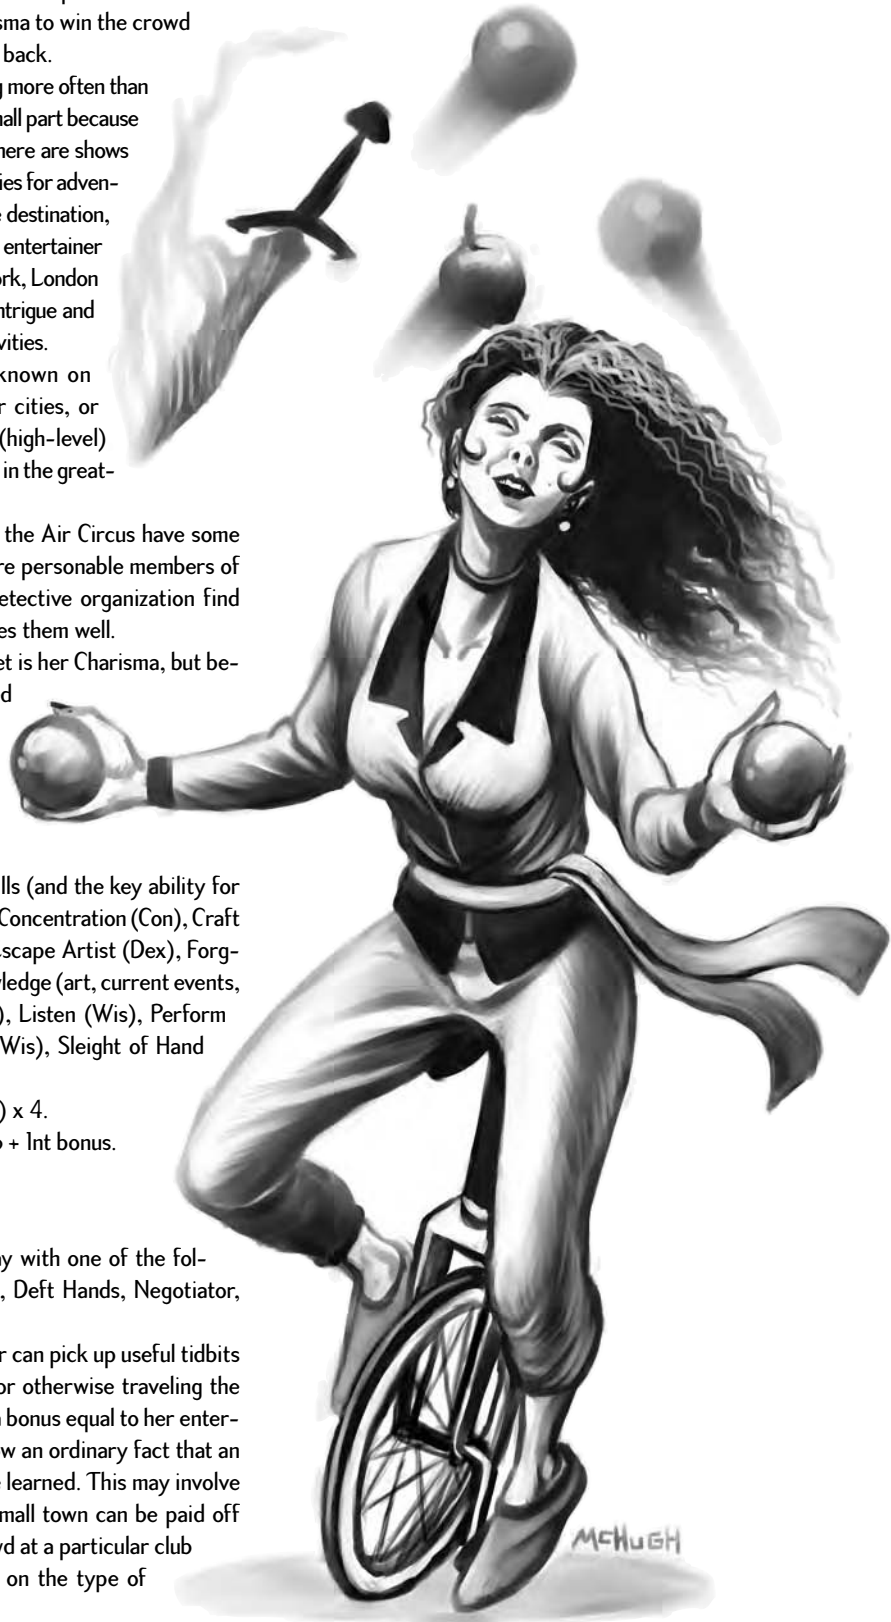 sma to win the crowd
back.
more often than
all part because
here are shows
ies for adven-
destination,
entertainer
ork, London
ntrigue and
vities.
known on
cities, or
(high-level)
in the great-
the Air Circus have some
re personable members of
etective organization find
es them well.
et is her Charisma, but be-
d
lls (and the key ability for
Concentration (Con), Craft
scape Artist (Dex), Forg-
wledge (art, current events,
), Listen (Wis), Perform
Wis), Sleight of Hand
) x 4.
+ Int bonus.
y with one of the fol-
, Deft Hands, Negotiator,
r can pick up useful tidbits
or otherwise traveling the
bonus equal to her enter-
ow an ordinary fact that an
learned. This may involve
mall town can be paid off
wd at a particular club
on the type of
McHUGH